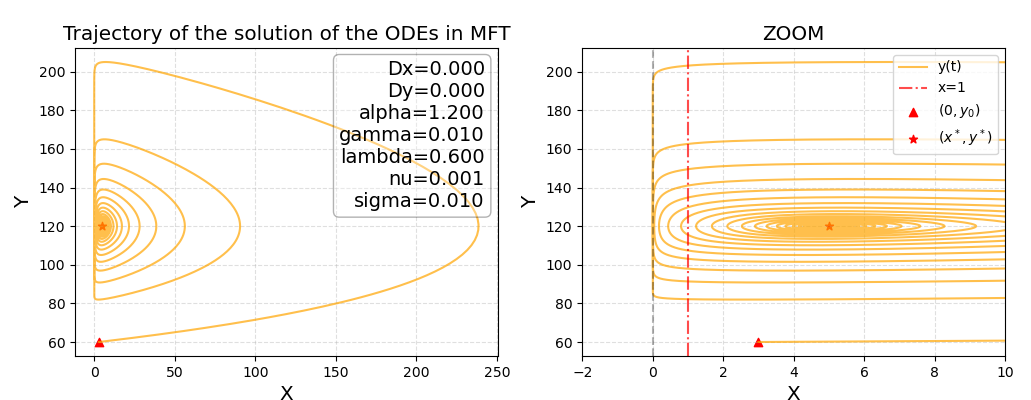 Trajectory of the solution of the ODEs in MFT
Dx=0.000
Dy=0.000
alpha=1.200
gamma=0.010
lambda=0.600
nu=0.001
sigma=0.010
200
180
160
140
120
100
80
60
Y
0 50 100 150 200 250
X
ZOOM
y(t)
x=1
(0, y₀)
(x*, y*)
200
180
160
140
120
100
80
60
Y
−2 0 2 4 6 8 10
X